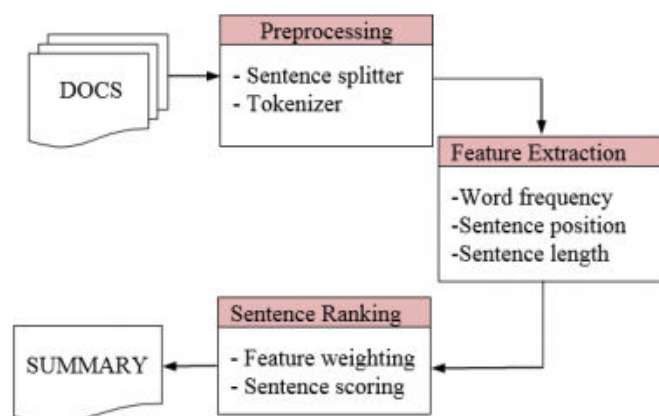 Preprocessing
DOCS
- Sentence splitter
- Tokenizer
Feature Extraction
-Word frequency
-Sentence position
-Sentence length
Sentence Ranking
SUMMARY
- Feature weighting
- Sentence scoring